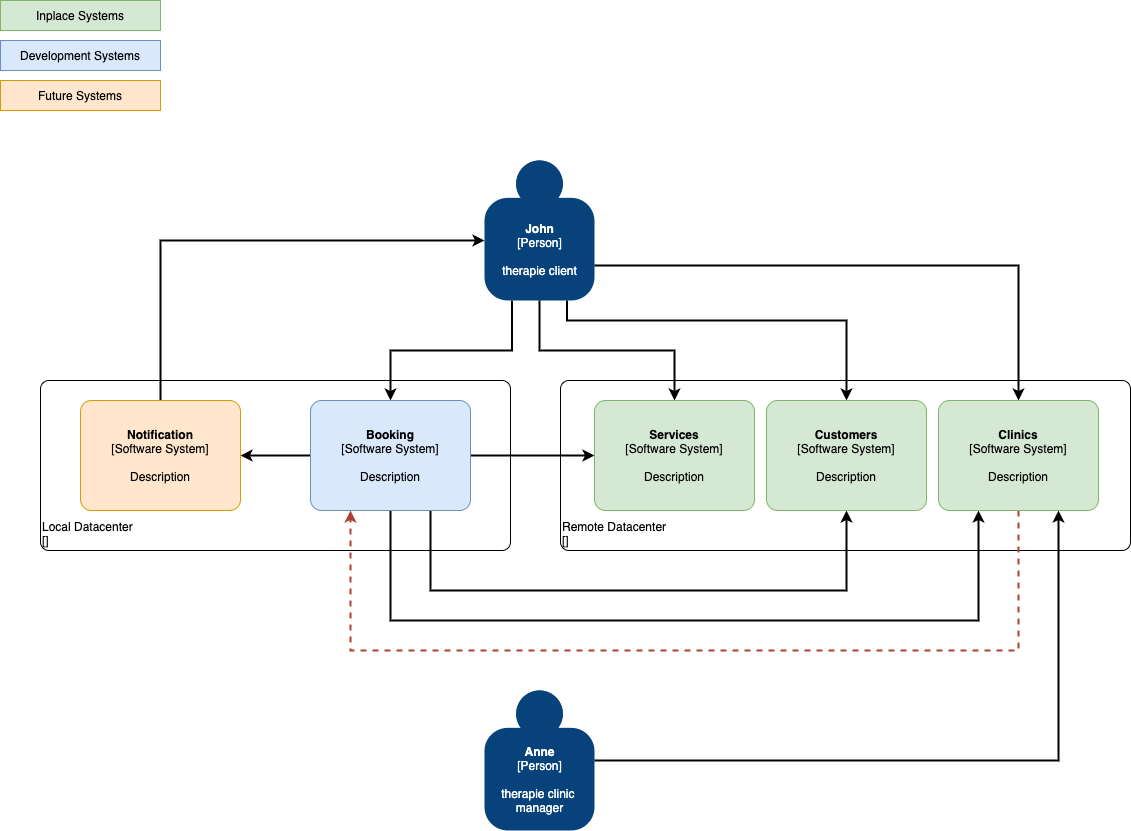 Inplace Systems
Development Systems
Future Systems
John
[Person]
therapie client
Notification
[Software System]
Description
Booking
[Software System]
Description
Services
[Software System]
Description
Customers
[Software System]
Description
Clinics
[Software System]
Description
Local Datacenter
[]
Remote Datacenter
[]
Anne
[Person]
therapie clinic
manager